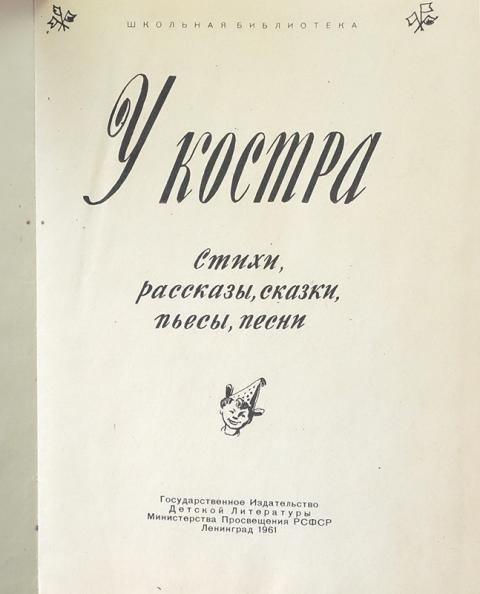 ШКОЛЬНАЯ БИБЛИОТЕКА
У костра
Стихи,
рассказы, сказки,
пьесы, песни
Государственное Издательство
Детской Литературы
Министерства Просвещения РСФСР
Ленинград 1961